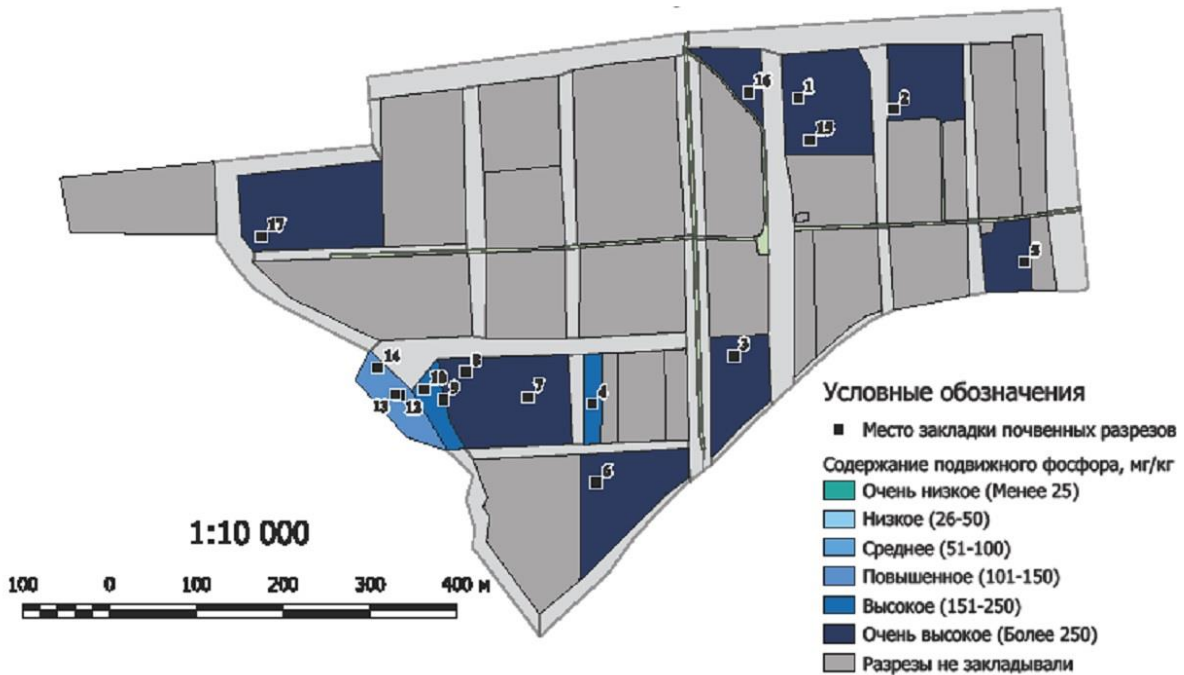 16
1
2
15
17
5
3
14
8
10
9
7
4
13
12
6
Условные обозначения
Место закладки почвенных разрезов
Содержание подвижного фосфора, мг/кг
Очень низкое (Менее 25)
Низкое (26-50)
Среднее (51-100)
Повышенное (101-150)
Высокое (151-250)
Очень высокое (Более 250)
Разрезы не закладывали
1:10 000
100 0 100 200 300 400 м